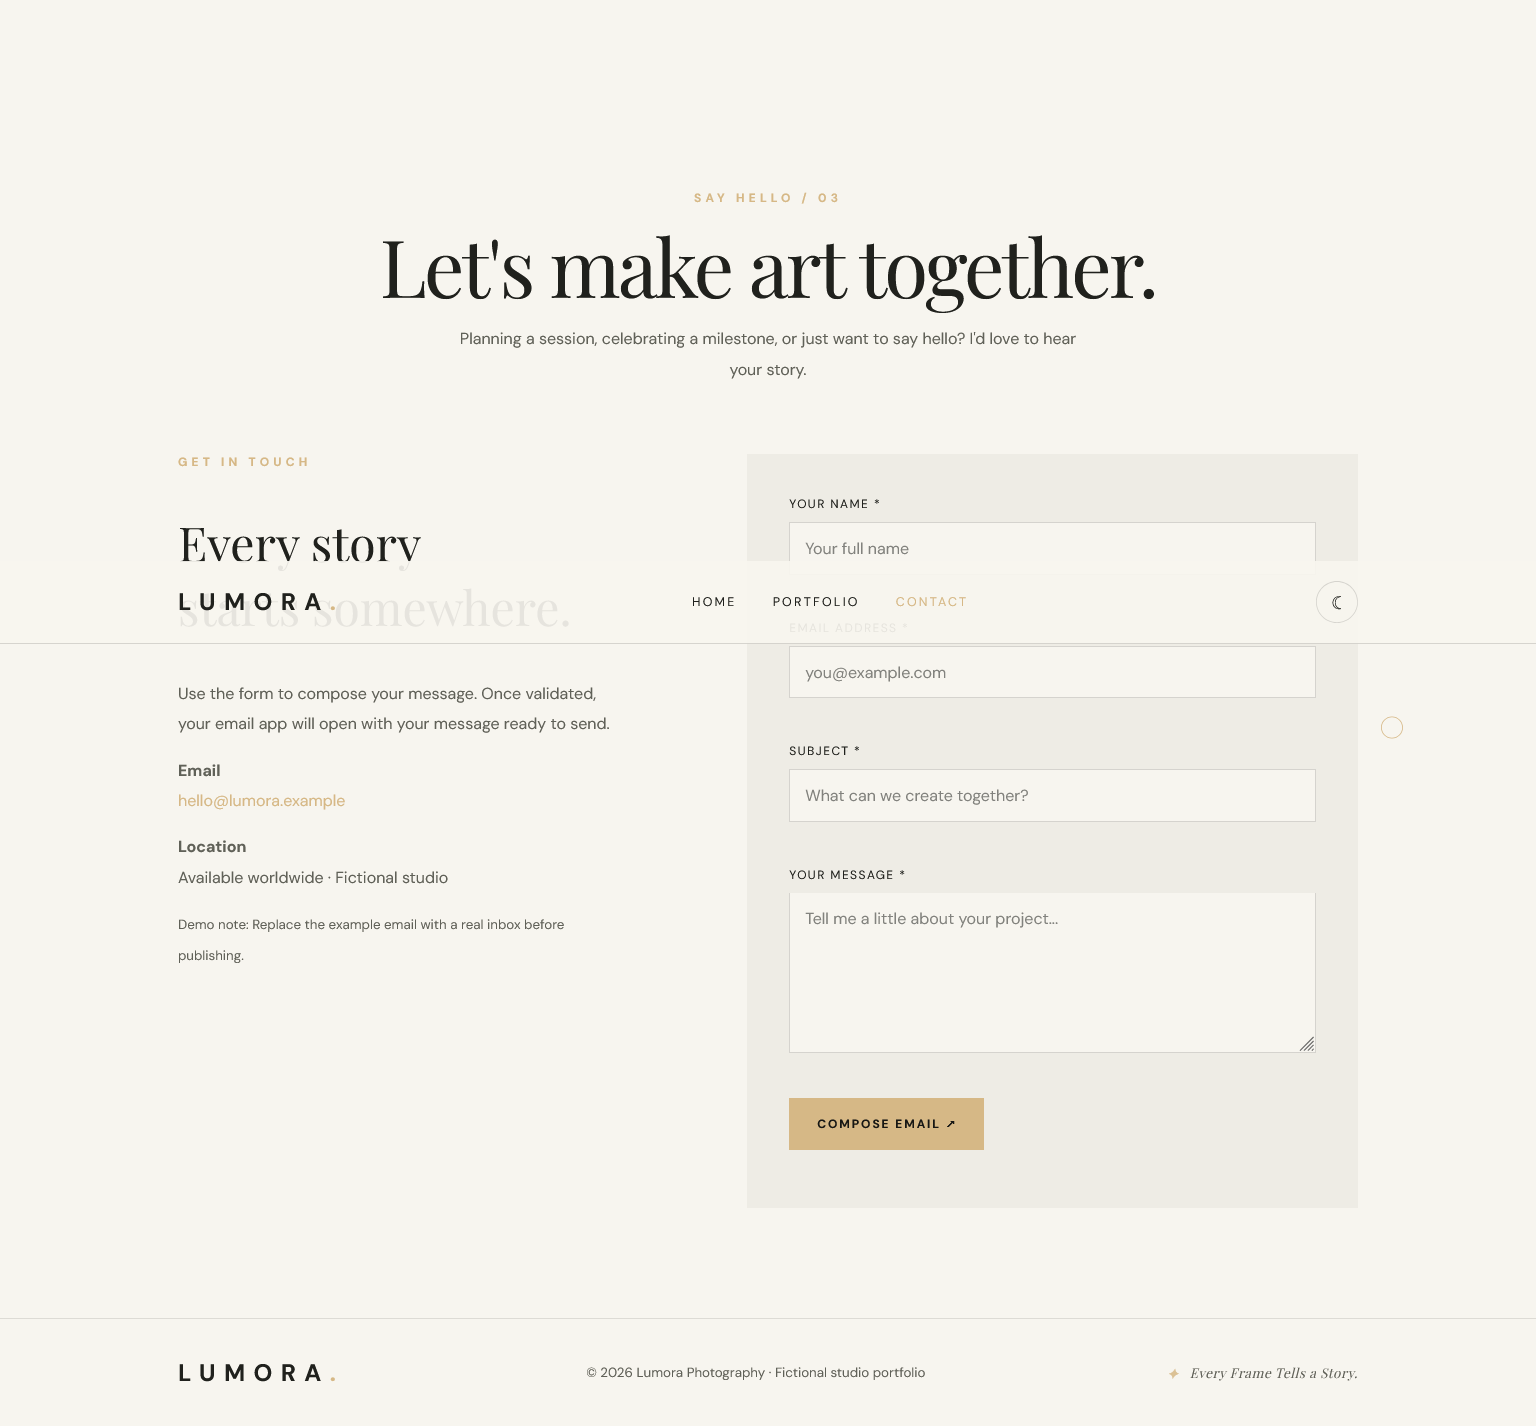 SAY HELLO / 03
Let's make art together.
Planning a session, celebrating a milestone, or just want to say hello? I'd love to hear
your story.
GET IN TOUCH
Every story
starts somewhere.
Use the form to compose your message. Once validated,
your email app will open with your message ready to send.
Email
hello@lumora.example
Location
Available worldwide · Fictional studio
Demo note: Replace the example email with a real inbox before
publishing.
YOUR NAME *
Your full name
LUMORA.
HOME PORTFOLIO CONTACT
EMAIL ADDRESS *
you@example.com
SUBJECT *
What can we create together?
YOUR MESSAGE *
Tell me a little about your project...
COMPOSE EMAIL ↗
LUMORA.
© 2026 Lumora Photography · Fictional studio portfolio
✦ Every Frame Tells a Story.